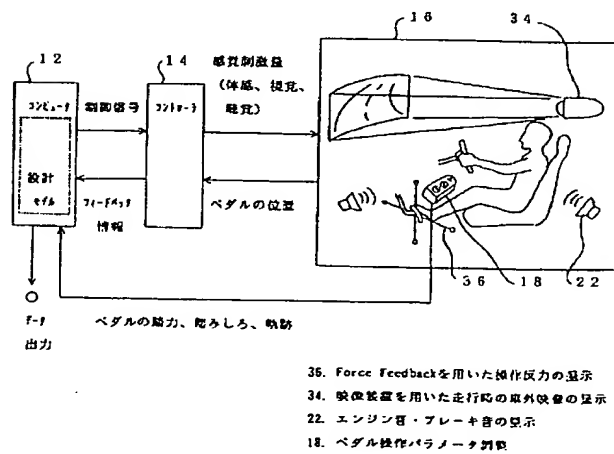 12
14
16
34
コンピュータ
制御信号
コントローラ
感覚刺激量
(体感、視覚、
聴覚)
設計
モデル
フィードバック
情報
ペダルの位置
36
18
22
データ
出力
ペダルの踏力、踏みしろ、軌跡
36. Force Feedbackを用いた操作反力の呈示
34. 映像装置を用いた走行時の車外映像の呈示
22. エンジン音・ブレーキ音の呈示
18. ペダル操作パラメータ調整